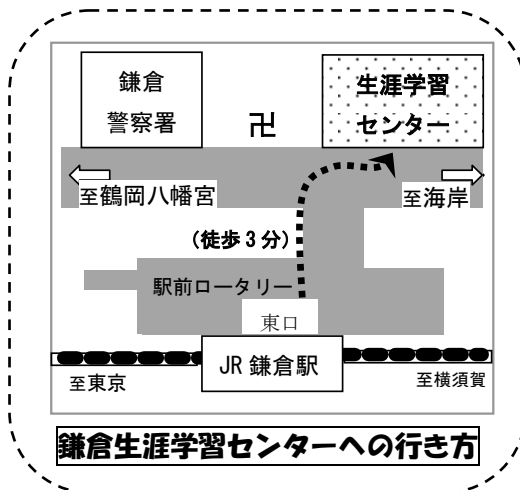 鎌倉
警察署
卍
生涯学習
センター
至鶴岡八幡宮
至海岸
(徒歩3分)
駅前ロータリー
東口
JR 鎌倉駅
至東京
至横須賀
鎌倉生涯学習センターへの行き方